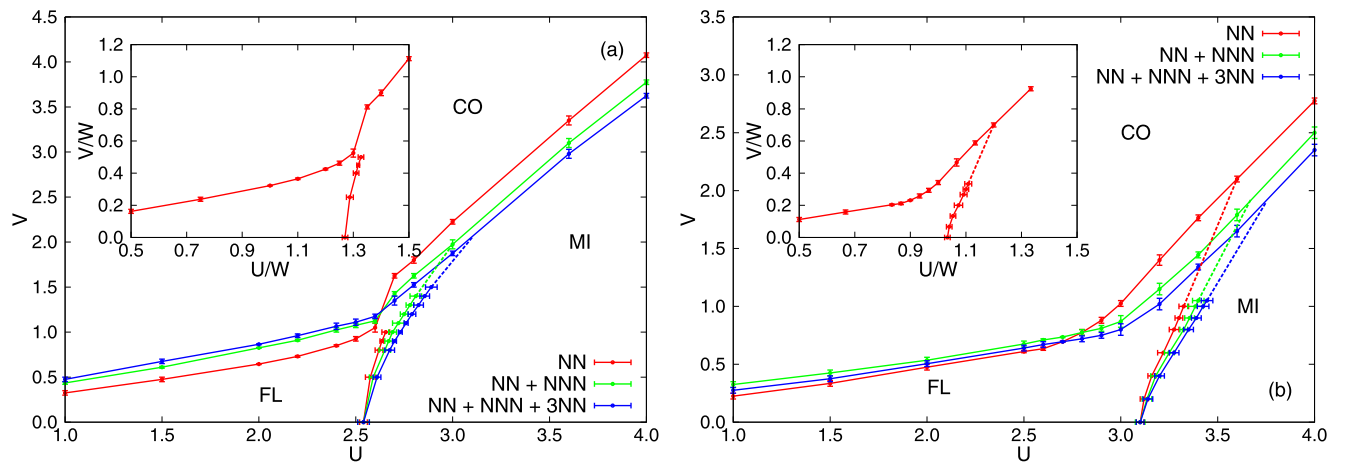 4.5
4.0
3.5
3.0
2.5
2.0
1.5
1.0
0.5
0.0
V
1.0 1.5 2.0 2.5 3.0 3.5 4.0
U
(a)
CO
MI
FL
NN
NN + NNN
NN + NNN + 3NN
1.2
1.0
0.8
0.6
0.4
0.2
0.0
V/W
0.5 0.7 0.9 1.1 1.3 1.5
U/W
3.5
3.0
2.5
2.0
1.5
1.0
0.5
0.0
V
1.0 1.5 2.0 2.5 3.0 3.5 4.0
U
NN
NN + NNN
NN + NNN + 3NN
CO
MI
FL
(b)
1.2
1.0
0.8
0.6
0.4
0.2
0.0
V/W
0.5 0.7 0.9 1.1 1.3 1.5
U/W